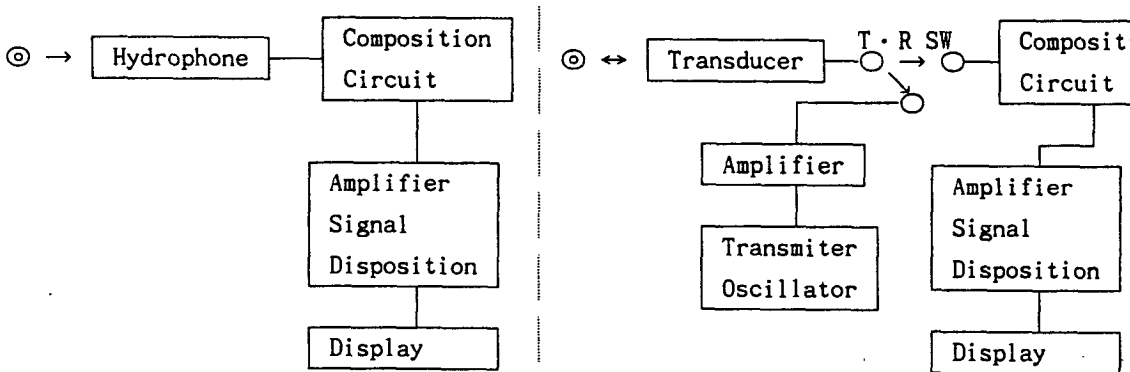 Hydrophone
Composition
Circuit
Amplifier
Signal
Disposition
Display
Transducer
T · R SW
Composit
Circuit
Amplifier
Transmiter
Oscillator
Amplifier
Signal
Disposition
Display